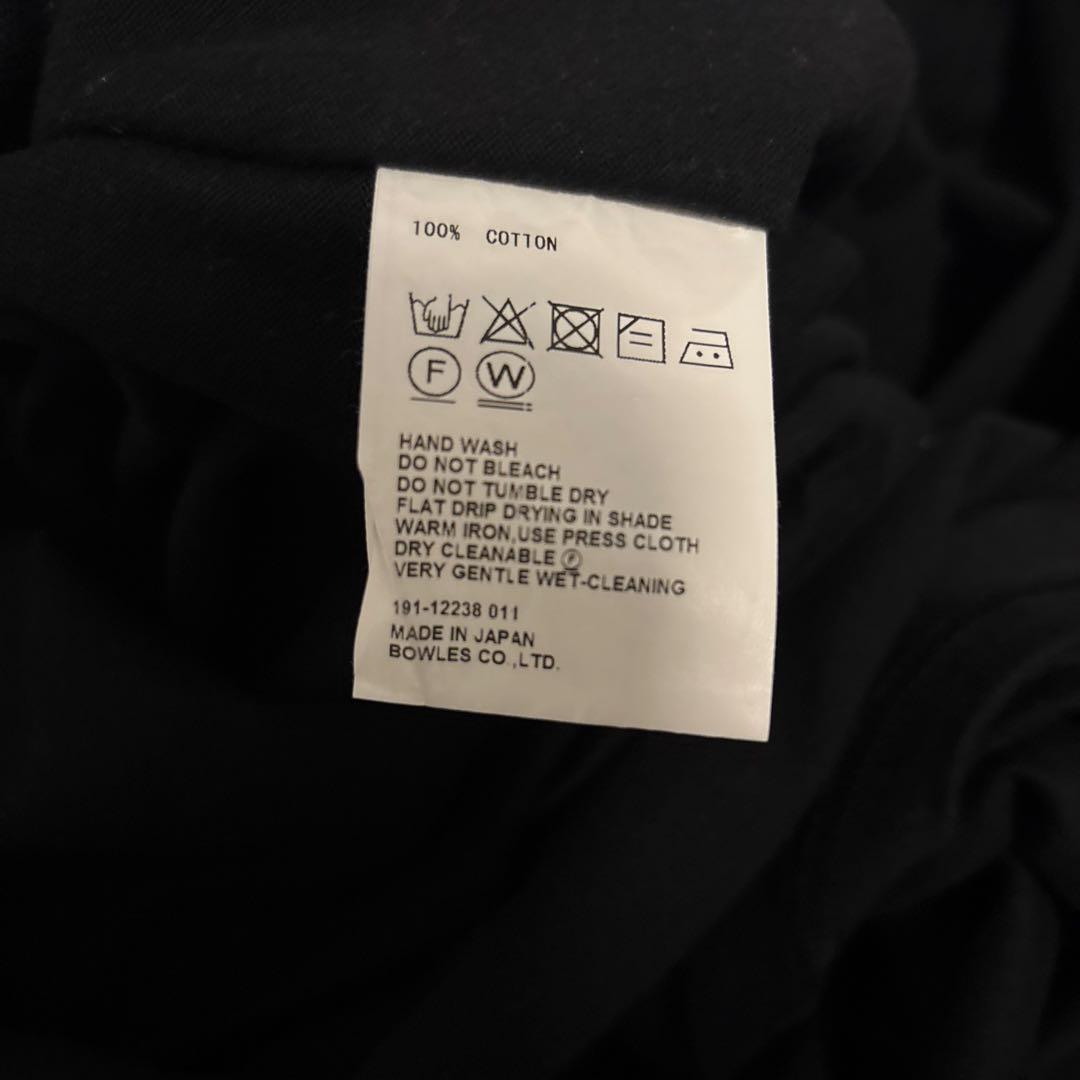 100% COTTON
F W
HAND WASH
DO NOT BLEACH
DO NOT TUMBLE DRY
FLAT DRIP DRYING IN SHADE
WARM IRON,USE PRESS CLOTH
DRY CLEANABLE Ⓕ
VERY GENTLE WET-CLEANING
191-12238 011
MADE IN JAPAN
BOWLES CO.,LTD.